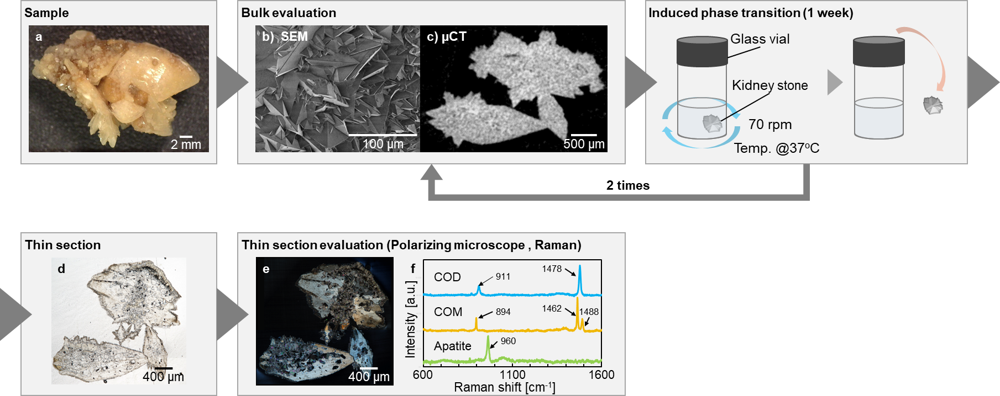 Sample
a
2 mm
Bulk evaluation
b) SEM
100 µm
c) µCT
500 µm
Induced phase transition (1 week)
Glass vial
Kidney stone
70 rpm
Temp. @37°C
2 times
Thin section
d
400 µm
Thin section evaluation (Polarizing microscope , Raman)
e
400 µm
f
Intensity [a.u.]
COD
911
1478
COM
894
1462
1488
Apatite
960
600
1100
1600
Raman shift [cm⁻¹]